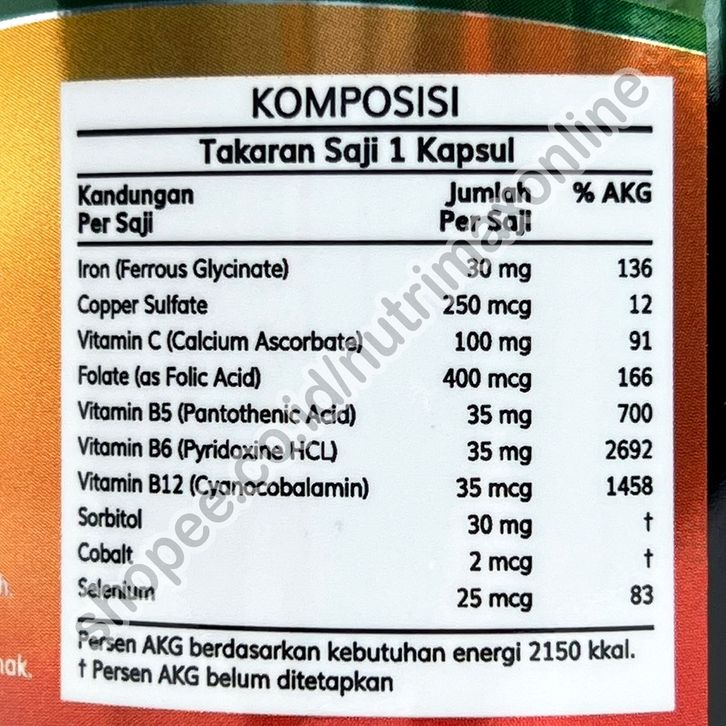 KOMPOSISI
Takaran Saji 1 Kapsul
Kandungan Per Saji Jumlah Per Saji % AKG
Iron (Ferrous Glycinate) 30 mg 136
Copper Sulfate 250 mcg 12
Vitamin C (Calcium Ascorbate) 100 mg 91
Folate (as Folic Acid) 400 mcg 166
Vitamin B5 (Pantothenic Acid) 35 mg 700
Vitamin B6 (Pyridoxine HCL) 35 mg 2692
Vitamin B12 (Cyanocobalamin) 35 mcg 1458
Sorbitol 30 mg †
Cobalt 2 mcg †
Selenium 25 mcg 83
Persen AKG berdasarkan kebutuhan energi 2150 kkal.
† Persen AKG belum ditetapkan
shopee.co.id/nutrimaxonline